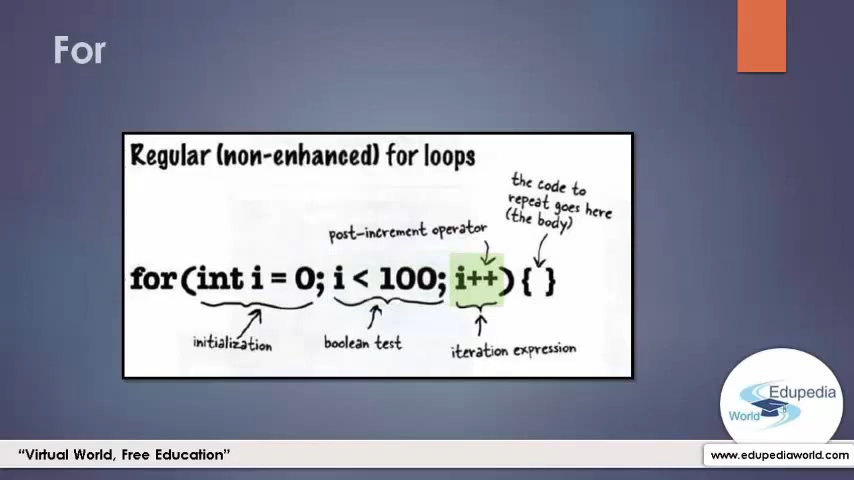 For
Regular (non-enhanced) for loops
the code to
repeat goes here
(the body)
post-increment operator
for(int i = 0; i < 100; i++){ }
initialization
boolean test
iteration expression
Edupedia
World
“Virtual World, Free Education”
www.edupediaworld.com